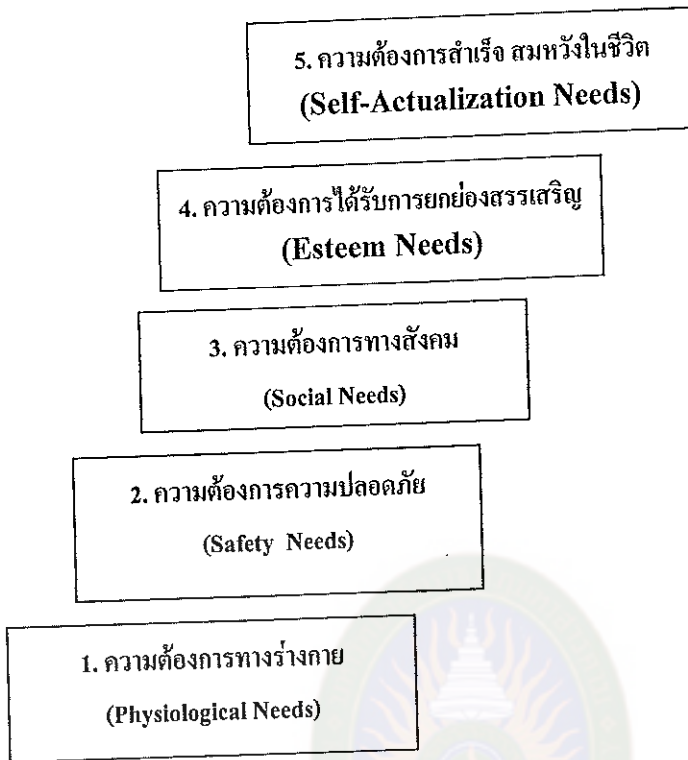 5. ความต้องการสำเร็จ สมหวังในชีวิต
(Self-Actualization Needs)
4. ความต้องการได้รับการยกย่องสรรเสริญ
(Esteem Needs)
3. ความต้องการทางสังคม
(Social Needs)
2. ความต้องการความปลอดภัย
(Safety Needs)
1. ความต้องการทางร่างกาย
(Physiological Needs)